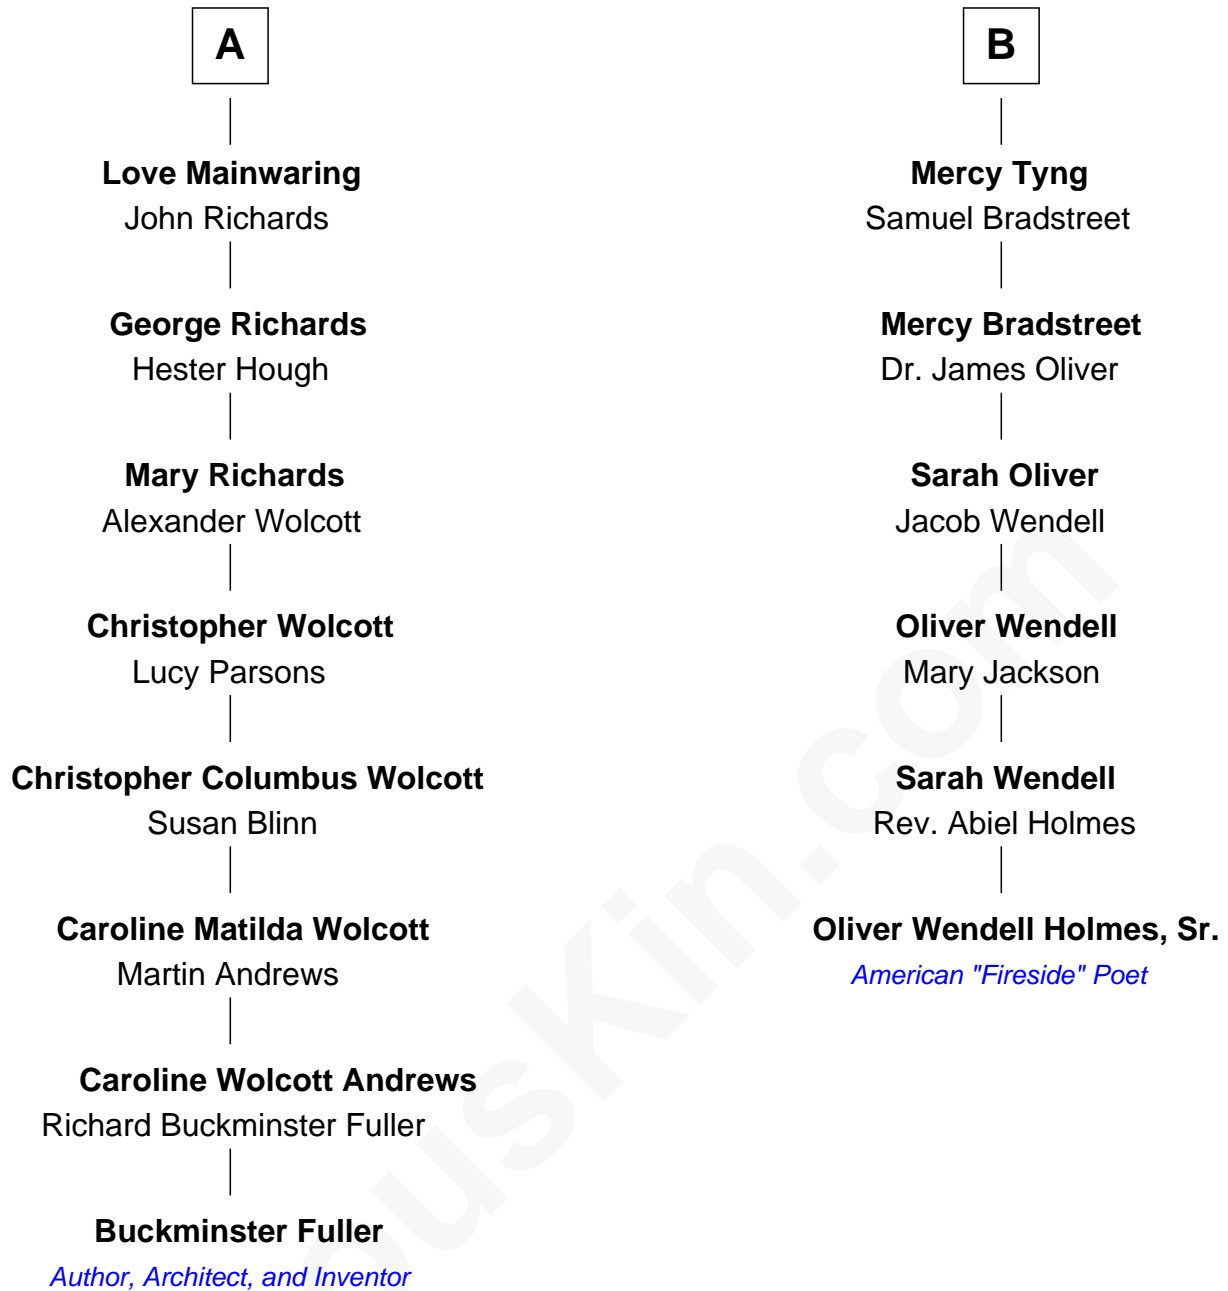 A
Love Mainwaring
John Richards
George Richards
Hester Hough
Mary Richards
Alexander Wolcott
Christopher Wolcott
Lucy Parsons
Christopher Columbus Wolcott
Susan Blinn
Caroline Matilda Wolcott
Martin Andrews
Caroline Wolcott Andrews
Richard Buckminster Fuller
Buckminster Fuller
Author, Architect, and Inventor
B
Mercy Tyng
Samuel Bradstreet
Mercy Bradstreet
Dr. James Oliver
Sarah Oliver
Jacob Wendell
Oliver Wendell
Mary Jackson
Sarah Wendell
Rev. Abiel Holmes
Oliver Wendell Holmes, Sr.
American "Fireside" Poet
ousKin.com